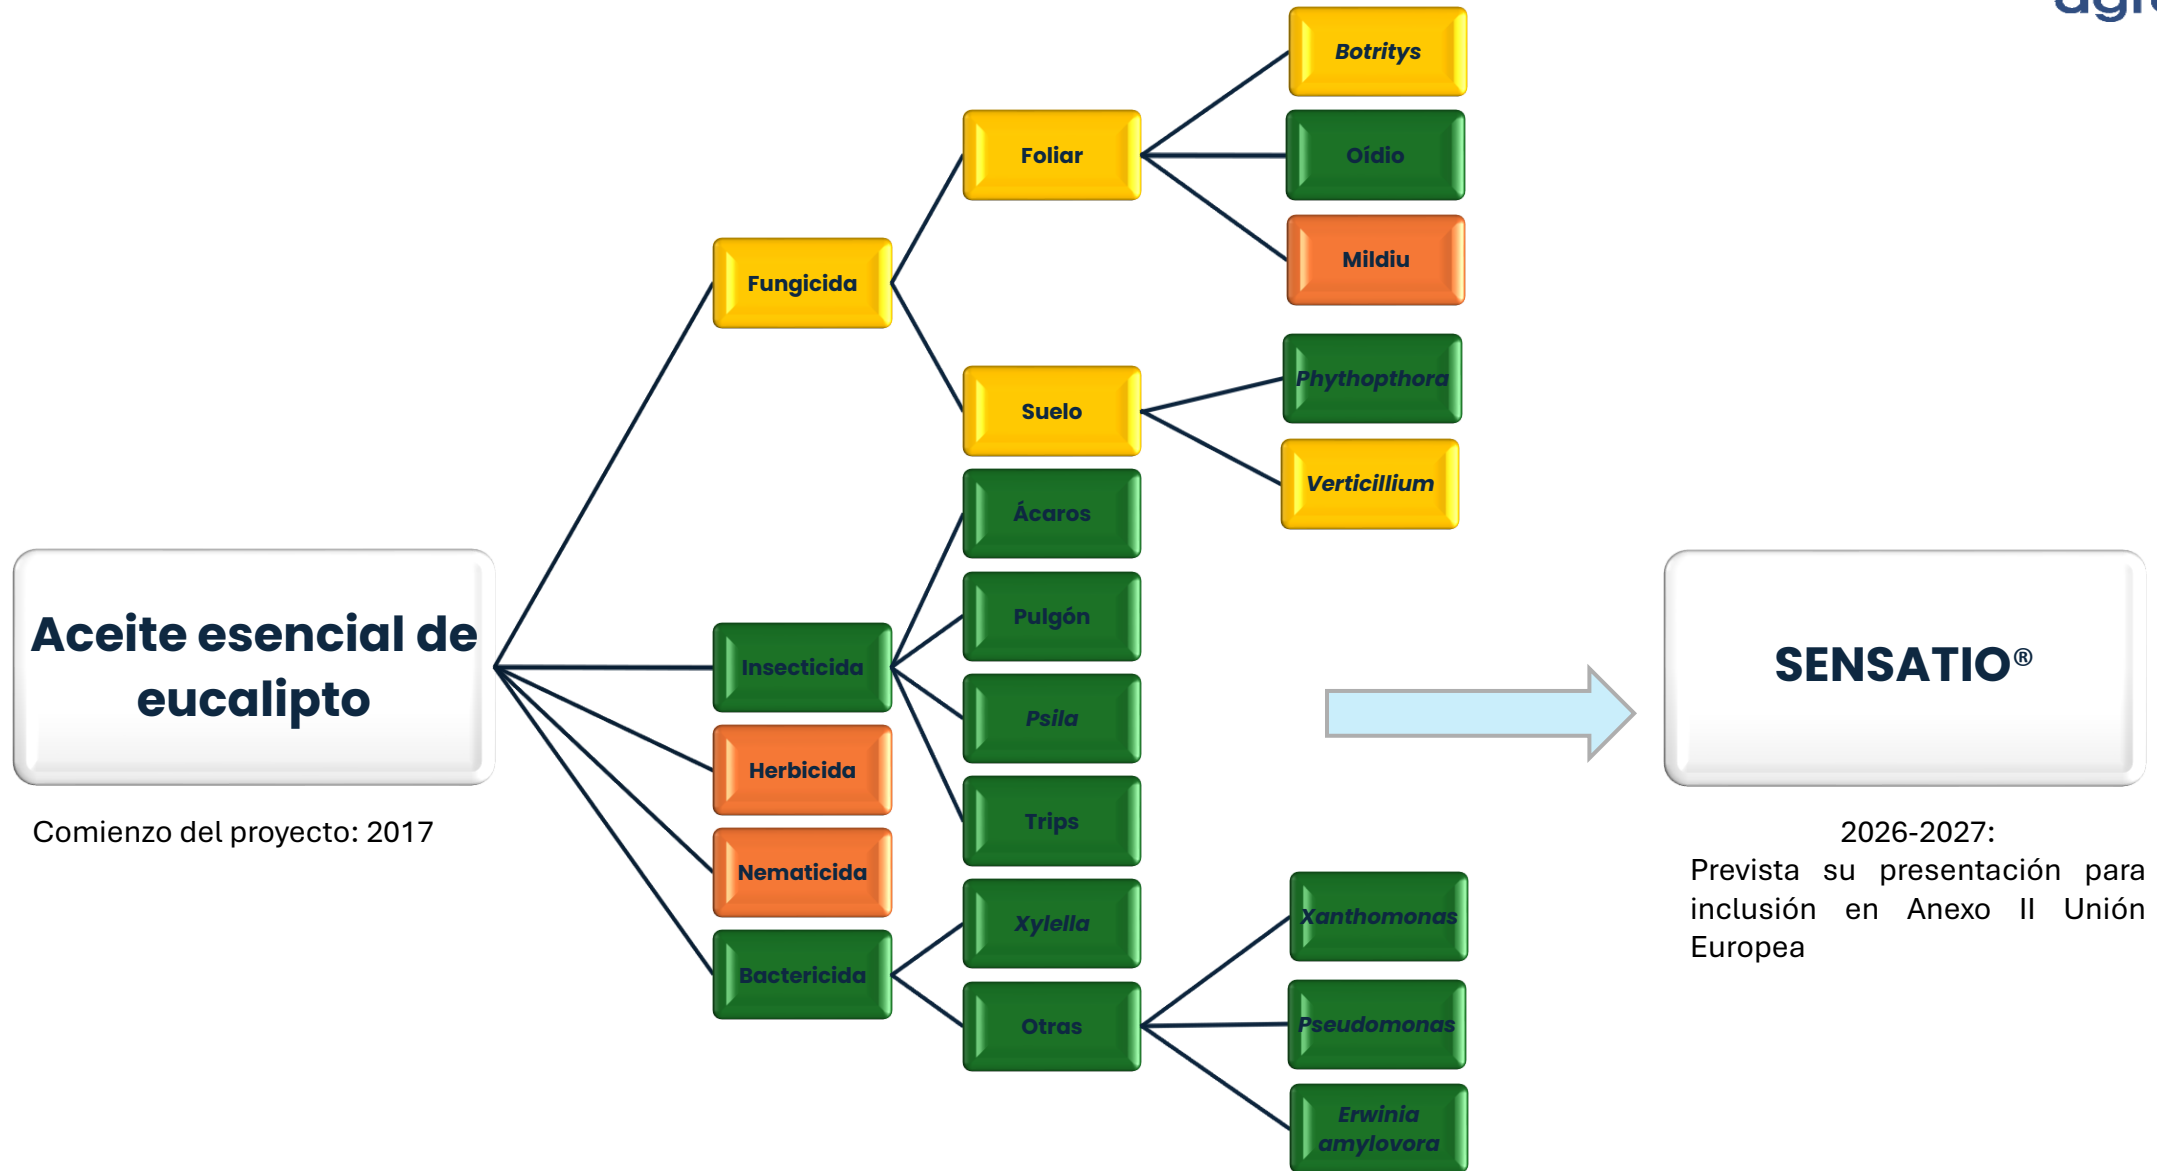 Botritys
Foliar
Oídio
Mildiu
Fungicida
Phythopthora
Suelo
Verticillium
Ácaros
Pulgón
Aceite esencial de
eucalipto
Insecticida
Psila
Herbicida
Trips
Nematicida
Xylella
Bactericida
Otras
Xanthomonas
Pseudomonas
Erwinia
amylovora
Comienzo del proyecto: 2017
SENSATIO®
2026-2027:
Prevista su presentación para
inclusión en Anexo II Unión
Europea